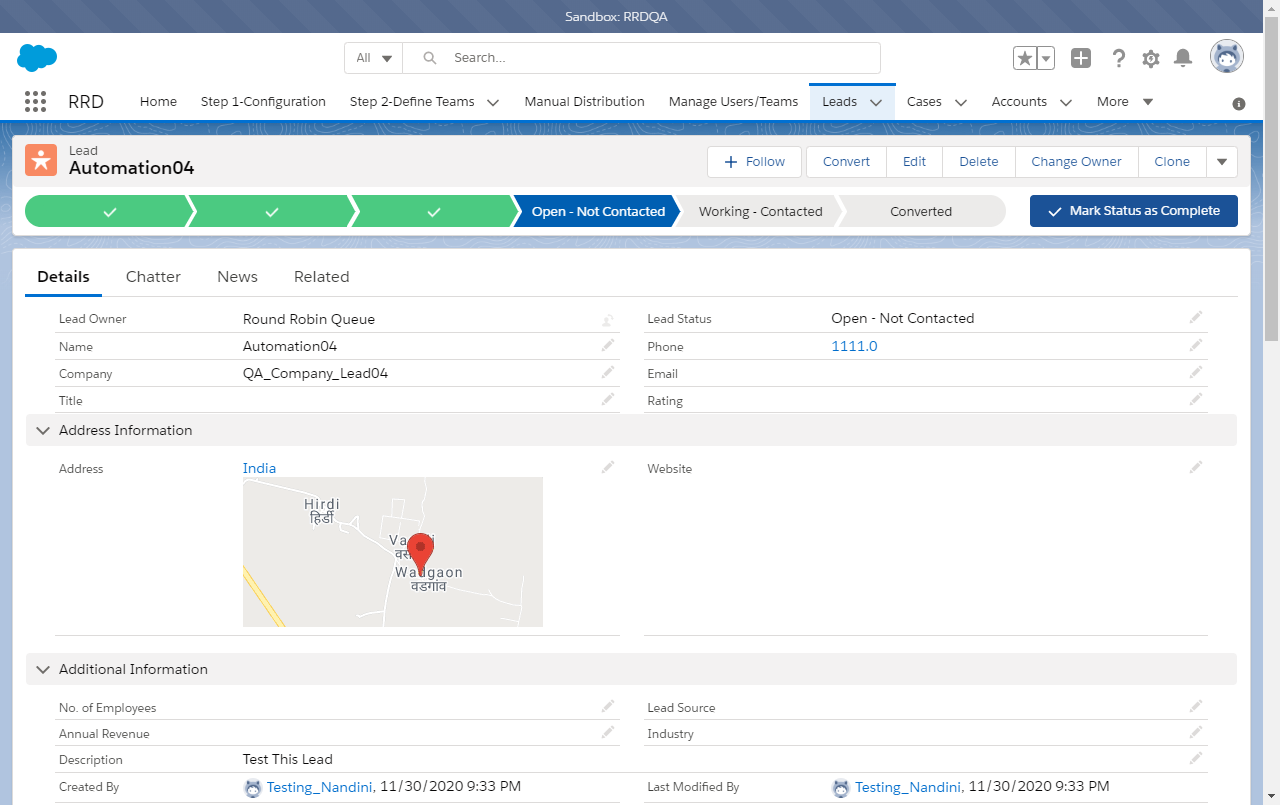 Sandbox: RRDQA
All
Search...
RRD
Home
Step 1-Configuration
Step 2-Define Teams
Manual Distribution
Manage Users/Teams
Leads
Cases
Accounts
More
Lead
Automation04
Follow
Convert
Edit
Delete
Change Owner
Clone
Open - Not Contacted
Working - Contacted
Converted
Mark Status as Complete
Details
Chatter
News
Related
Lead Owner
Round Robin Queue
Lead Status
Open - Not Contacted
Name
Automation04
Phone
1111.0
Company
QA_Company_Lead04
Email
Title
Rating
Address Information
Address
India
Website
Hirdi
हिर्डी
Wadgaon
वडगांव
Additional Information
No. of Employees
Lead Source
Annual Revenue
Industry
Description
Test This Lead
Created By
Testing_Nandini, 11/30/2020 9:33 PM
Last Modified By
Testing_Nandini, 11/30/2020 9:33 PM